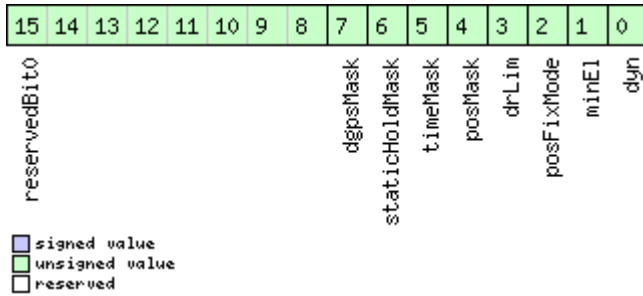 15 14 13 12 11 10 9 8 7 6 5 4 3 2 1 0
reservedBit0
dgpsMask
staticHoldMask
timeMask
posMask
drLim
posFixMode
minEl
dyn
signed value
unsigned value
reserved